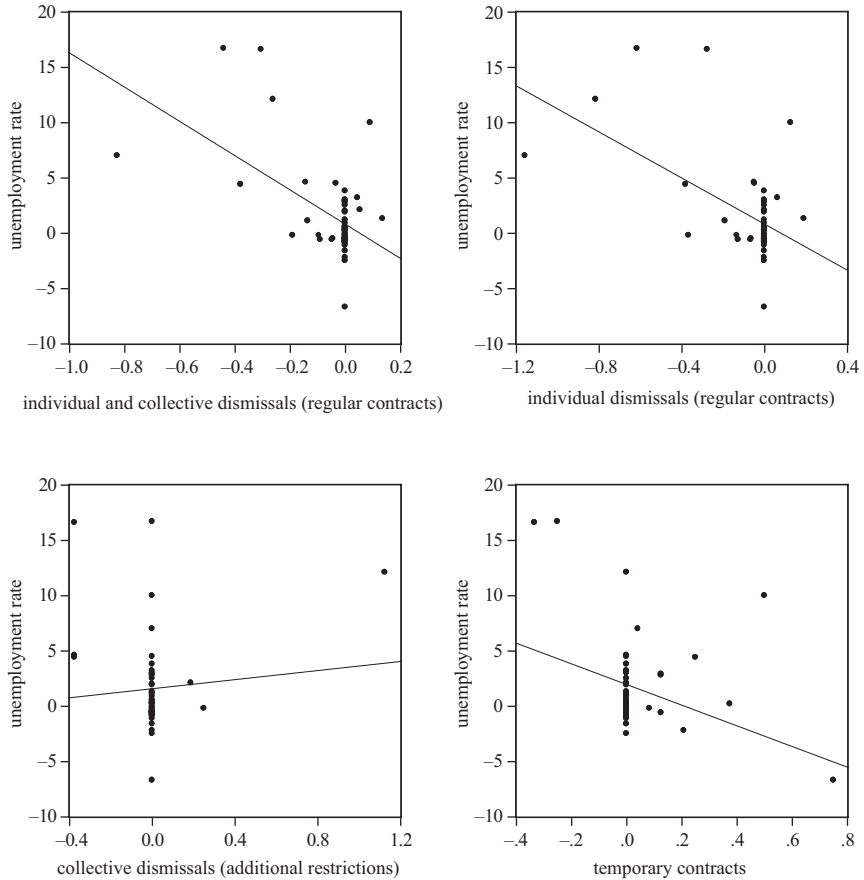 20
15
10
5
0
–5
–10
unemployment rate
–1.0 –0.8 –0.6 –0.4 –0.2 0.0 0.2
individual and collective dismissals (regular contracts)
20
15
10
5
0
–5
–10
unemployment rate
–1.2 –0.8 –0.4 0.0 0.4
individual dismissals (regular contracts)
20
15
10
5
0
–5
–10
unemployment rate
–0.4 0.0 0.4 0.8 1.2
collective dismissals (additional restrictions)
20
15
10
5
0
–5
–10
unemployment rate
–.4 –.2 .0 .2 .4 .6 .8
temporary contracts